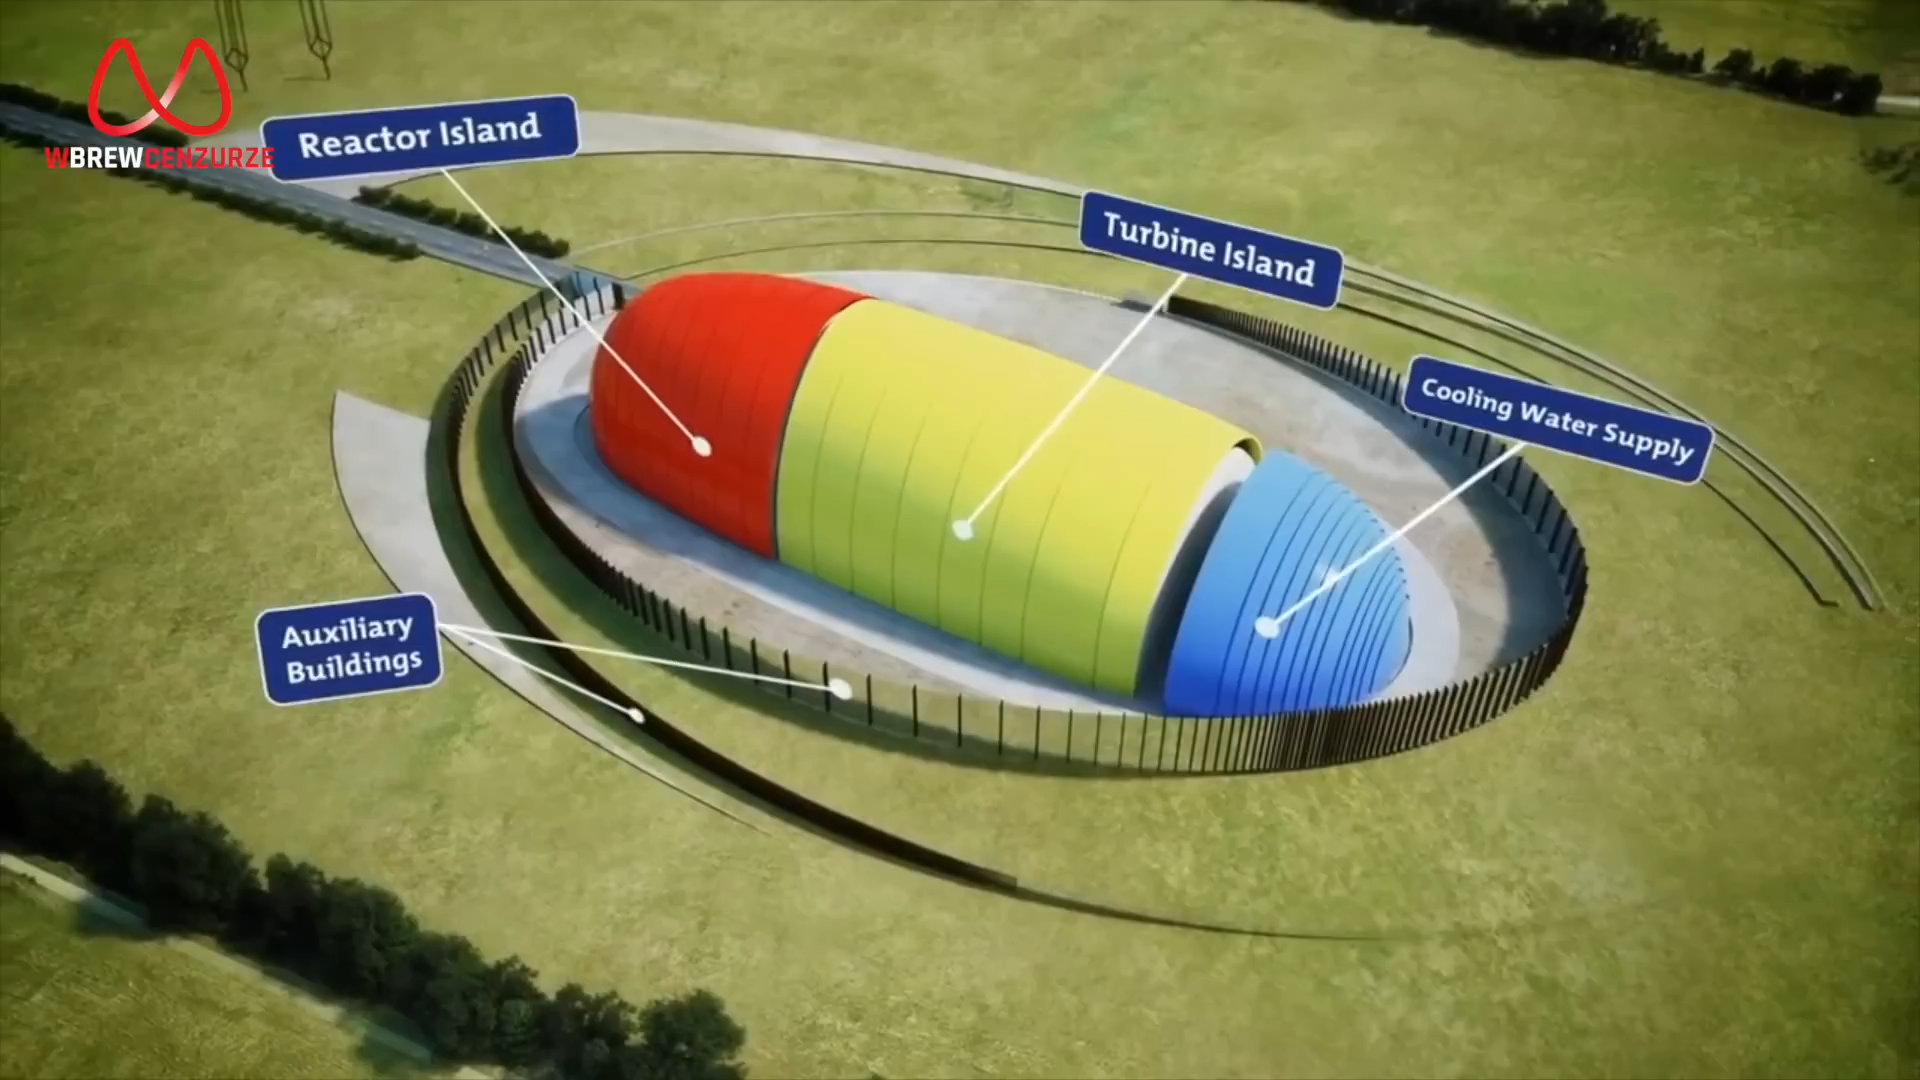 WBREWCENZURZE
Reactor Island
Turbine Island
Cooling Water Supply
Auxiliary
Buildings